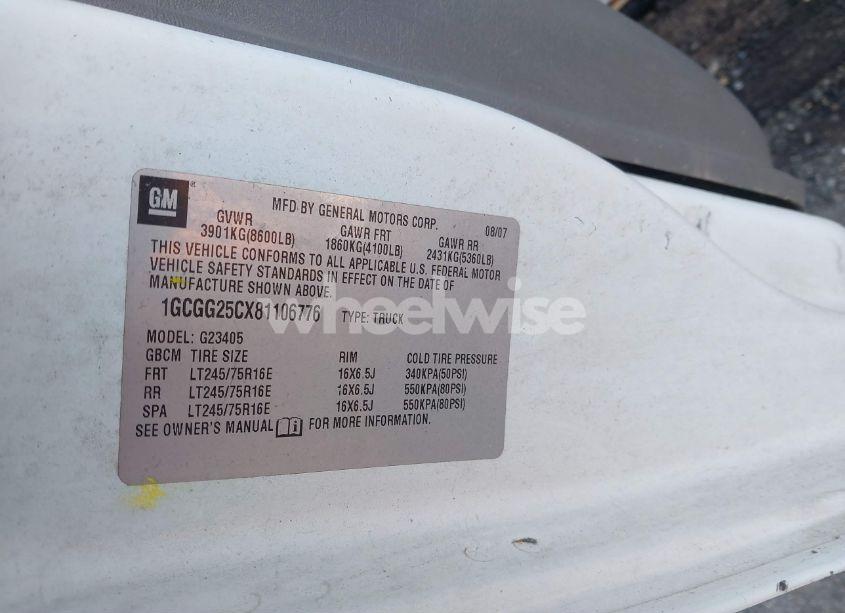 GM
MFD BY GENERAL MOTORS CORP. 08/07
GVWR GAWR FRT GAWR RR
3901KG(8600LB) 1860KG(4100LB) 2431KG(5360LB)
THIS VEHICLE CONFORMS TO ALL APPLICABLE U.S. FEDERAL MOTOR
VEHICLE SAFETY STANDARDS IN EFFECT ON THE DATE OF
MANUFACTURE SHOWN ABOVE.
1GCGG25CX81106776 TYPE: TRUCK
MODEL: G23405
GBCM TIRE SIZE RIM COLD TIRE PRESSURE
FRT LT245/75R16E 16X6.5J 340KPA(50PSI)
RR LT245/75R16E 16X6.5J 550KPA(80PSI)
SPA LT245/75R16E 16X6.5J 550KPA(80PSI)
SEE OWNER'S MANUAL FOR MORE INFORMATION.
wheelwise